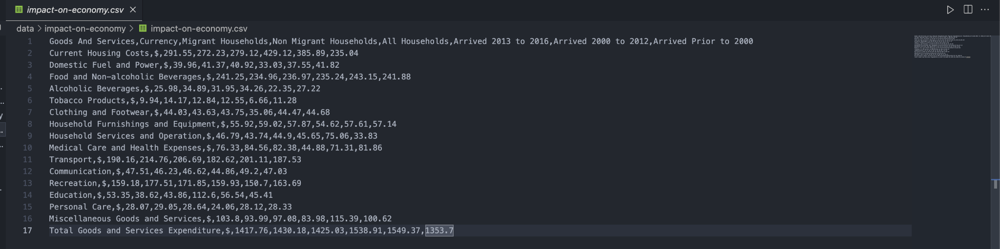 impact-on-economy.csv
data > impact-on-economy > impact-on-economy.csv
1 Goods And Services,Currency,Migrant Households,Non Migrant Households,All Households,Arrived 2013 to 2016,Arrived 2000 to 2012,Arrived Prior to 2000
2 Current Housing Costs,$,291.55,272.23,279.12,429.12,385.89,235.04
3 Domestic Fuel and Power,$,39.96,41.37,40.92,33.03,37.55,41.82
4 Food and Non-alcoholic Beverages,$,241.25,234.96,236.97,235.24,243.15,241.88
5 Alcoholic Beverages,$,25.98,34.89,31.95,34.26,22.35,27.22
6 Tobacco Products,$,9.94,14.17,12.84,12.55,6.66,11.28
7 Clothing and Footwear,$,44.03,43.63,43.75,35.06,44.47,44.68
8 Household Furnishings and Equipment,$,55.92,59.02,57.87,54.62,57.61,57.14
9 Household Services and Operation,$,46.79,43.74,44.9,45.65,75.06,33.83
10 Medical Care and Health Expenses,$,76.33,84.56,82.38,44.88,71.31,81.86
11 Transport,$,190.16,214.76,206.69,182.62,201.11,187.53
12 Communication,$,47.51,46.23,46.62,44.86,49.2,47.03
13 Recreation,$,159.18,177.51,171.85,159.93,150.7,163.69
14 Education,$,53.35,38.62,43.86,112.6,56.54,45.41
15 Personal Care,$,28.07,29.05,28.64,24.06,28.12,28.33
16 Miscellaneous Goods and Services,$,103.8,93.99,97.08,83.98,115.39,100.62
17 Total Goods and Services Expenditure,$,1417.76,1430.18,1425.03,1538.91,1549.37,1353.7